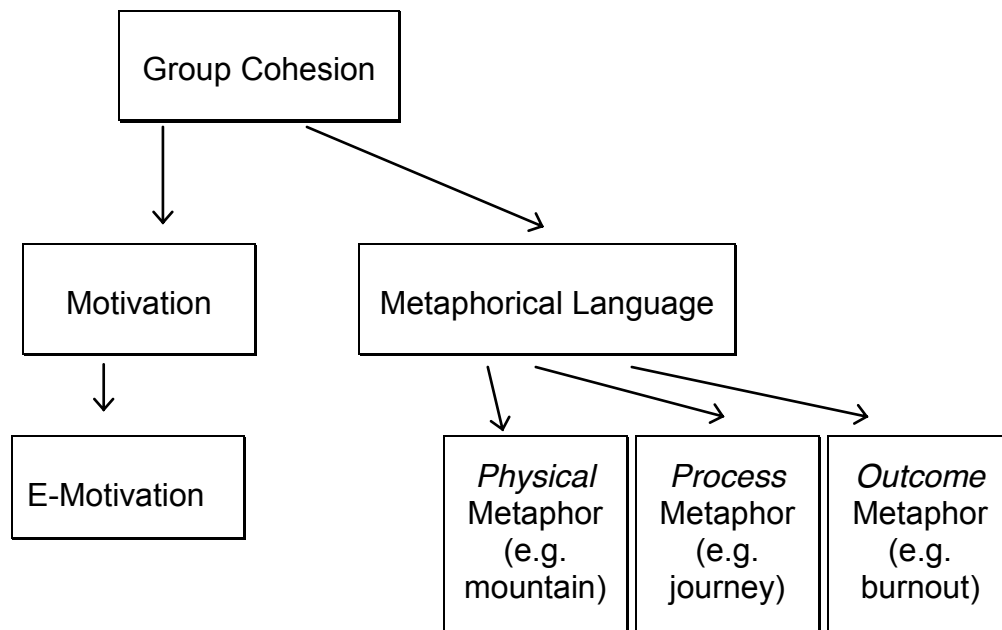 Group Cohesion
Motivation
Metaphorical Language
E-Motivation
Physical
Metaphor
(e.g.
mountain)
Process
Metaphor
(e.g.
journey)
Outcome
Metaphor
(e.g.
burnout)